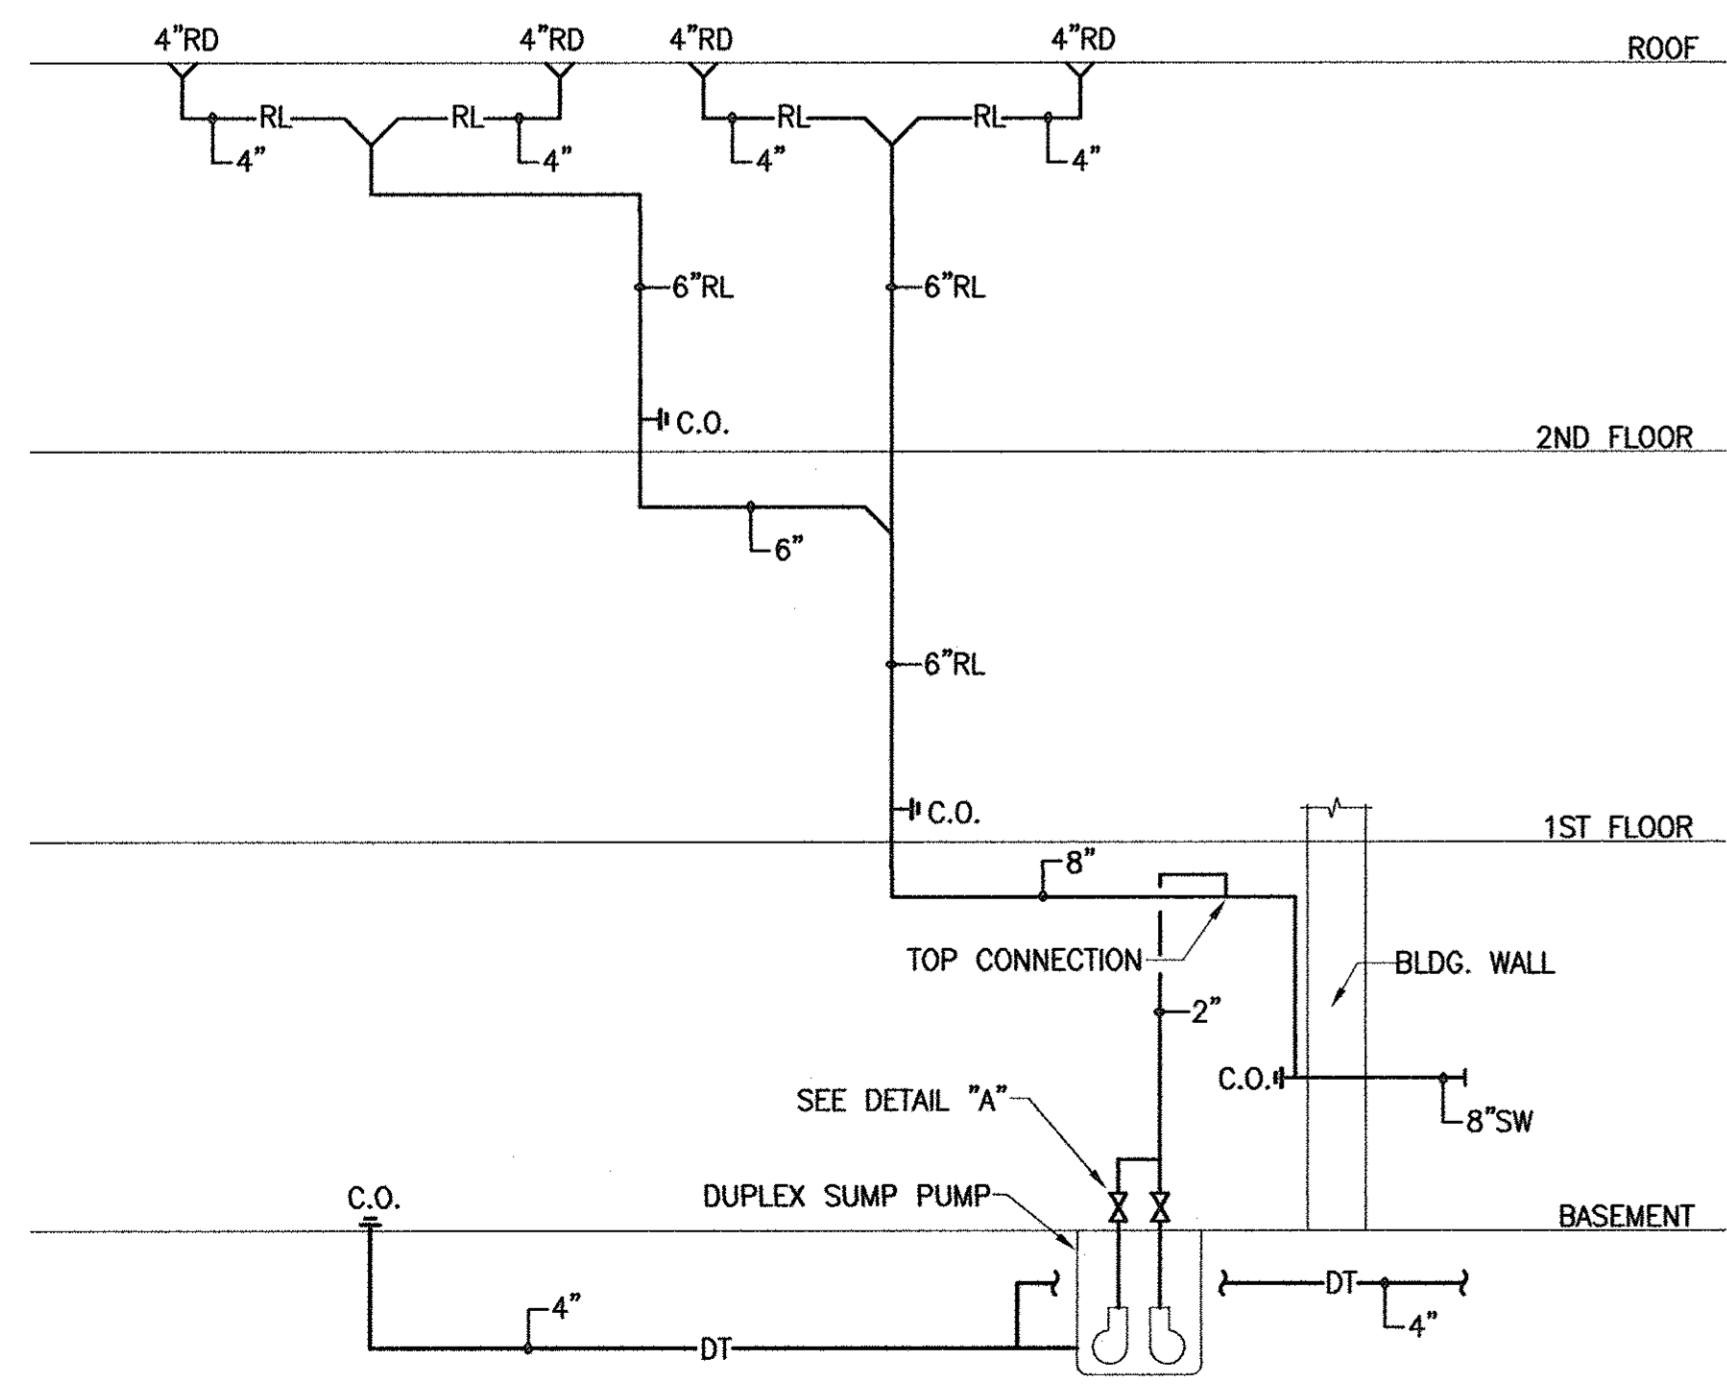 4"RD
4"RD
4"RD
4"RD
ROOF
RL
RL
RL
RL
4"
4"
4"
4"
6"RL
6"RL
C.O.
2ND FLOOR
6"
6"RL
C.O.
1ST FLOOR
8"
TOP CONNECTION
BLDG. WALL
2"
C.O.
SEE DETAIL "A"
8"SW
DUPLEX SUMP PUMP
C.O.
BASEMENT
DT
4"
4"
DT